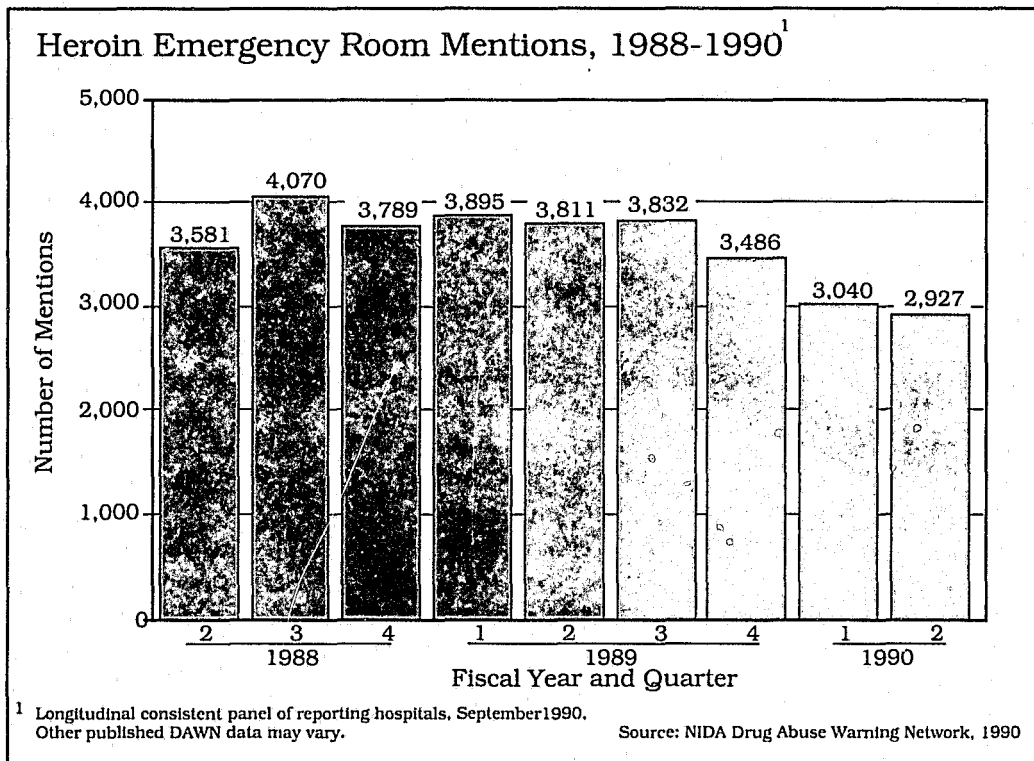 Heroin Emergency Room Mentions, 1988-1990¹
5,000
4,000
3,000
2,000
1,000
0
Number of Mentions
3,581
4,070
3,789
3,895
3,811
3,832
3,486
3,040
2,927
2 3 4 1 2 3 4 1 2
1988 1989 1990
Fiscal Year and Quarter
¹ Longitudinal consistent panel of reporting hospitals, September1990.
Other published DAWN data may vary.
Source: NIDA Drug Abuse Warning Network, 1990